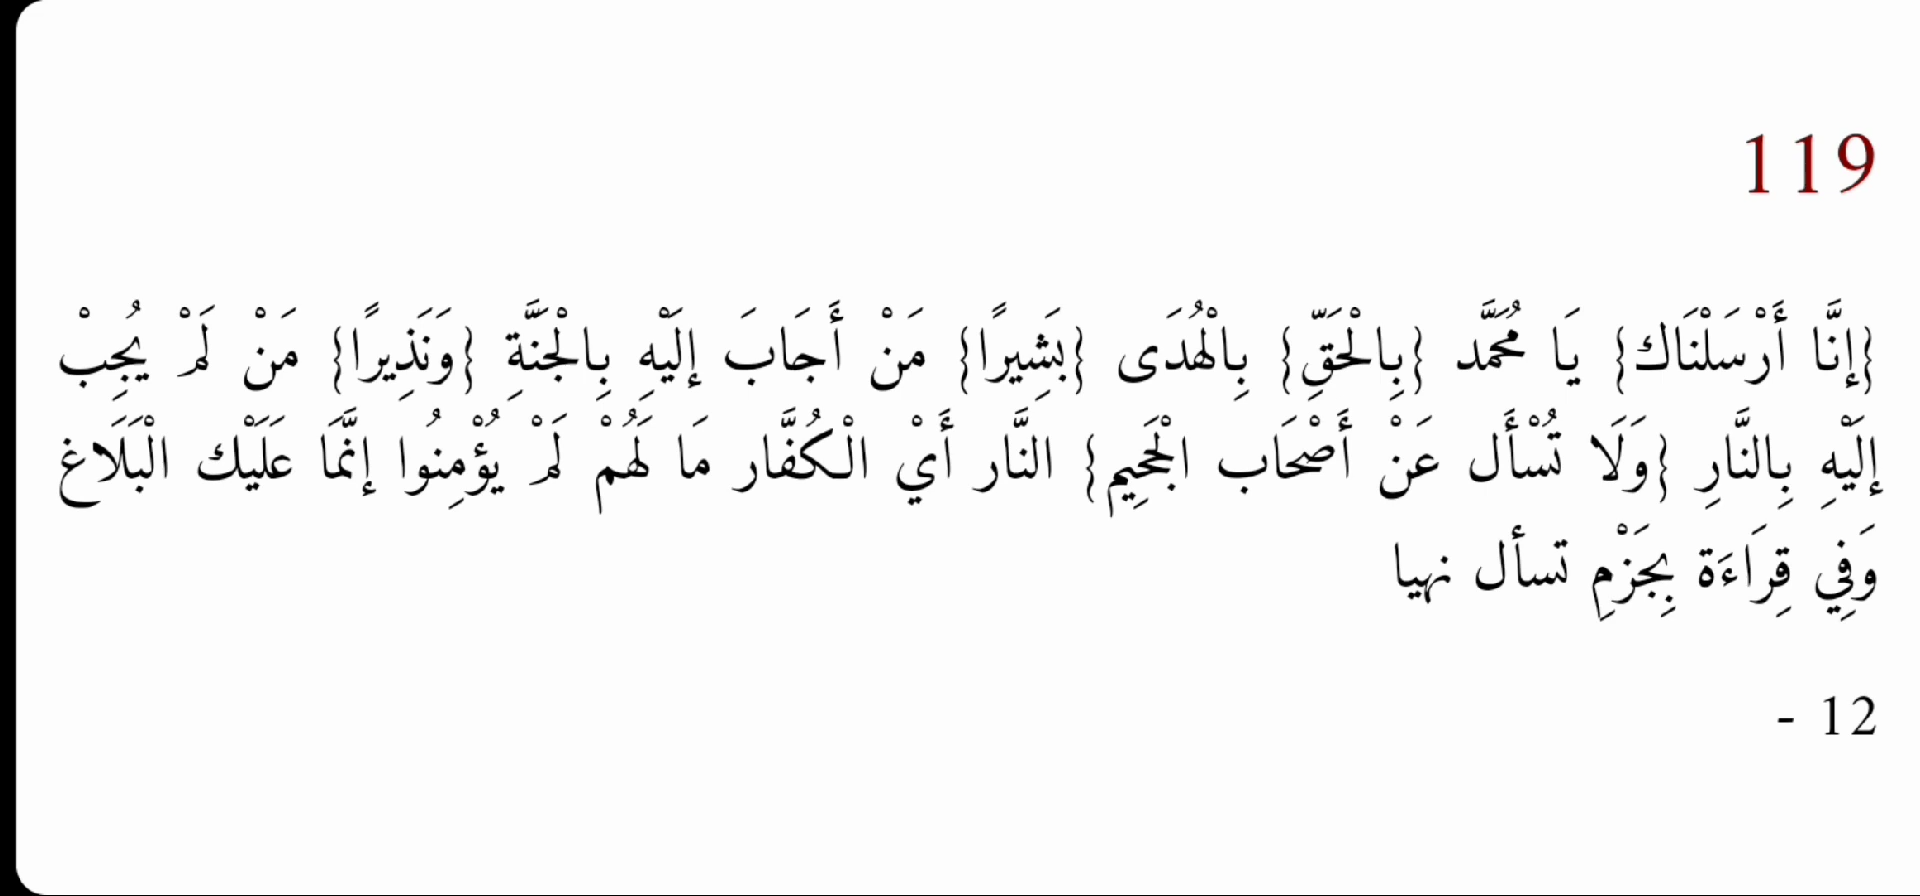 119
{إنَّا أَرْسَلْنَاك} يَا مُحَمَّد {بِالْحَقِّ} بِالْهُدَى {بَشِيرًا} مَنْ أَجَابَ إلَيْهِ بِالْجَنَّةِ {وَنَذِيرًا} مَنْ لَمْ يُجِبْ
إلَيْهِ بِالنَّارِ {وَلَا تُسْأَل عَنْ أَصْحَاب الْجَحِيم} النَّار أَيْ الْكُفَّار مَا لَهُمْ لَمْ يُؤْمِنُوا إنَّمَا عَلَيْك الْبَلَاغ
وَفِي قِرَاءَة بِجَزْمِ تسأل نهيا
12 -